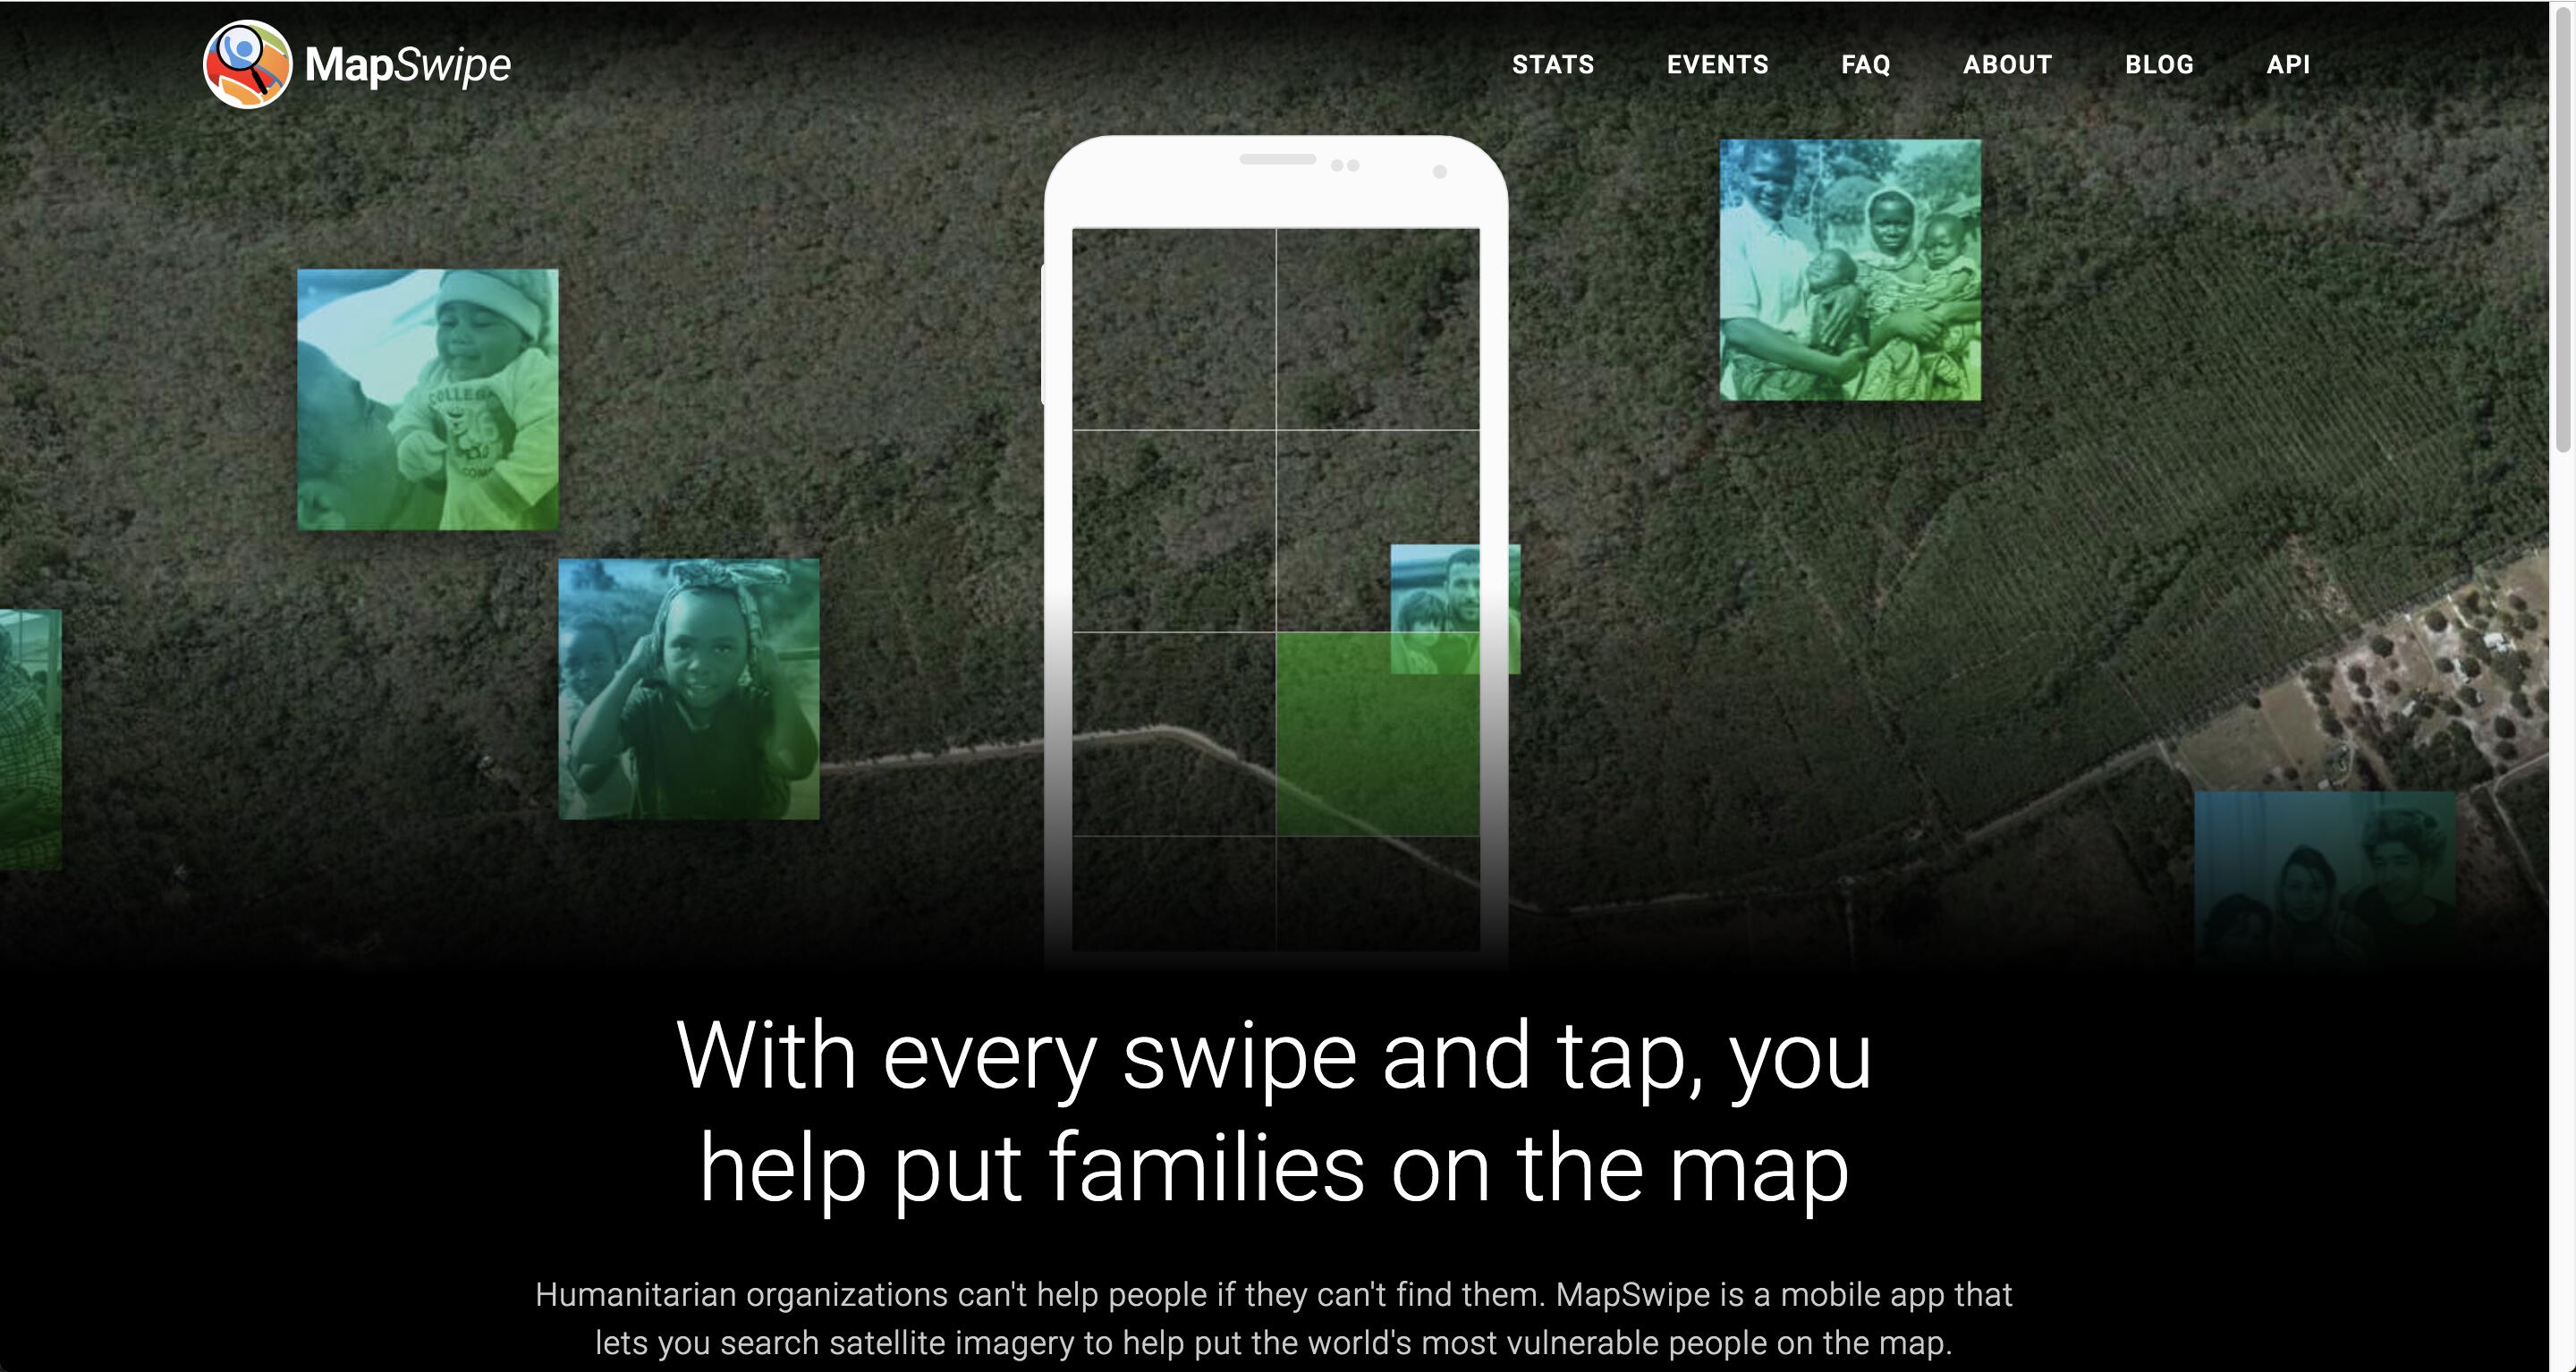 MapSwipe
STATS EVENTS FAQ ABOUT BLOG API
COLLEGE
With every swipe and tap, you
help put families on the map
Humanitarian organizations can't help people if they can't find them. MapSwipe is a mobile app that
lets you search satellite imagery to help put the world's most vulnerable people on the map.